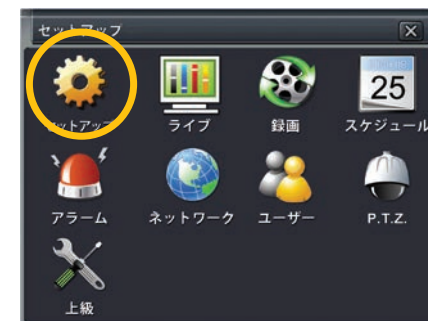 セットアップ
セットアップ
ライブ
録画
25
スケジュール
アラーム
ネットワーク
ユーザー
P.T.Z.
上級